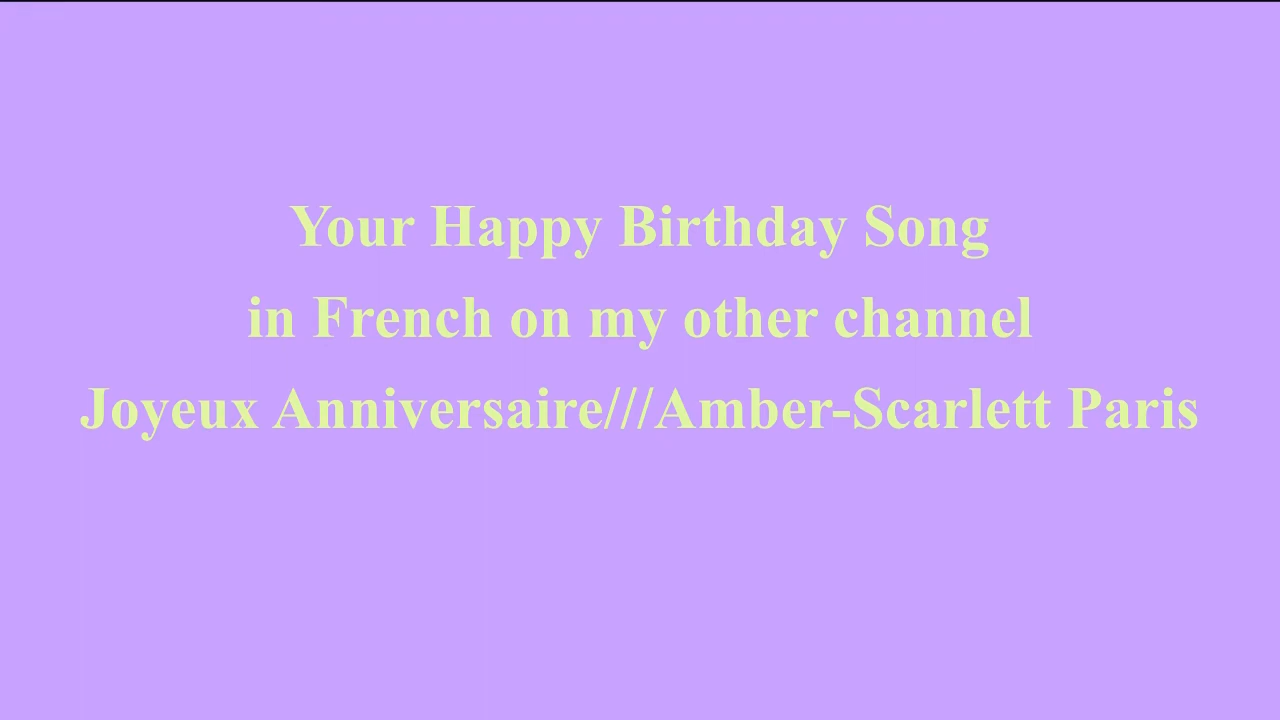 Your Happy Birthday Song
in French on my other channel
Joyeux Anniversaire///Amber-Scarlett Paris